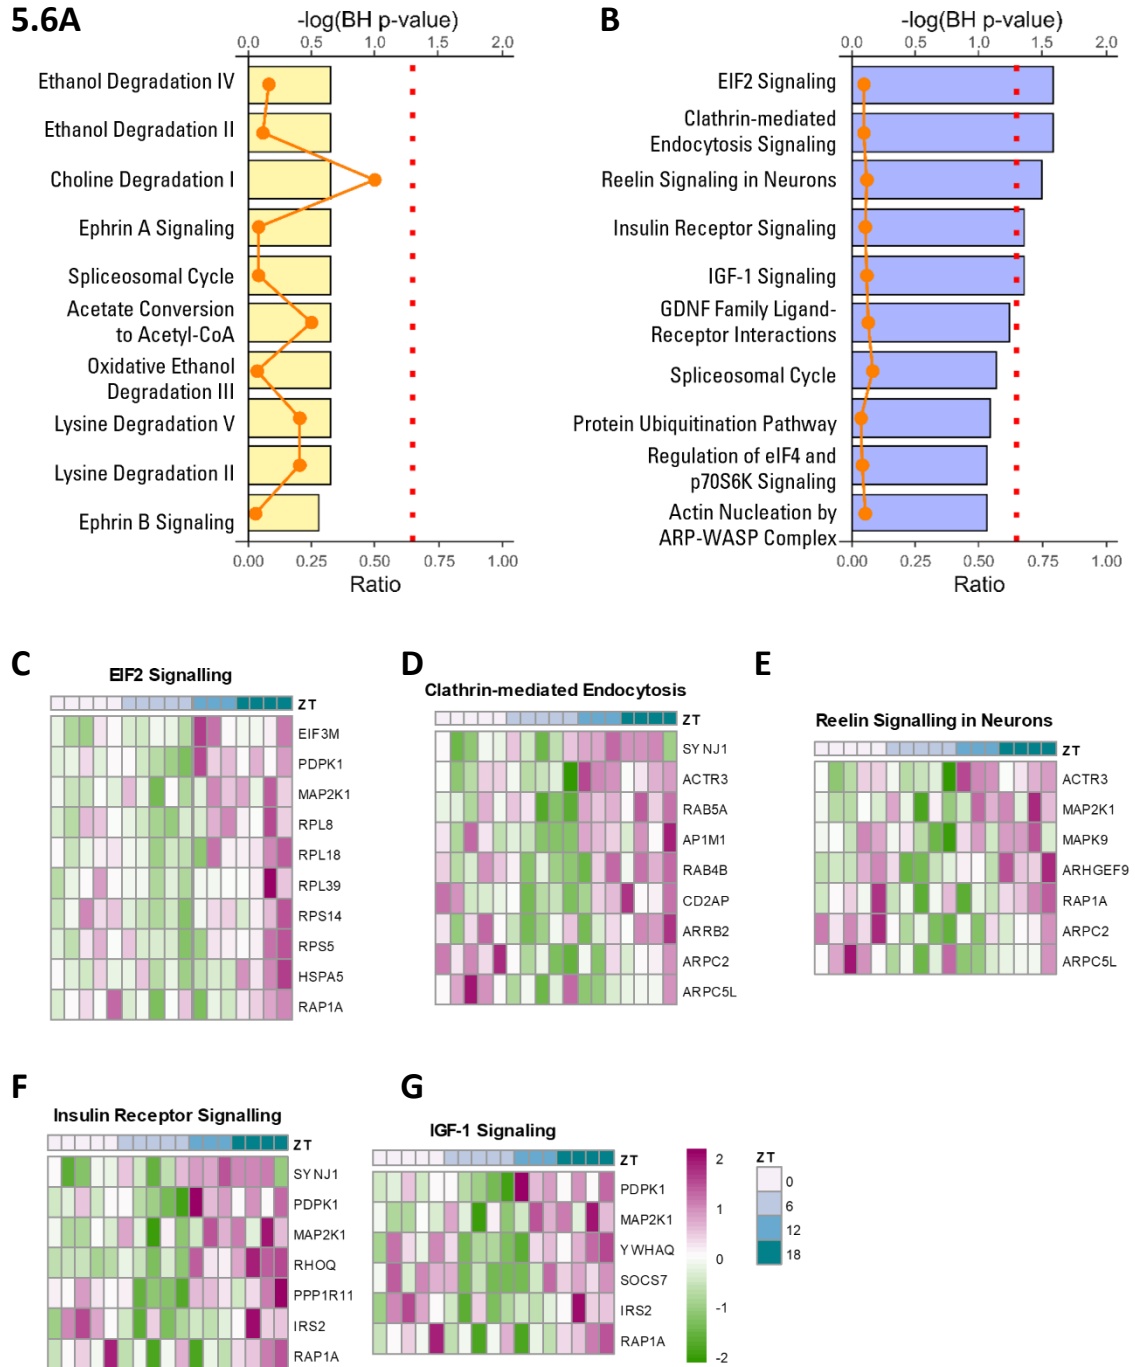 5.6A
-log(BH p-value)
0.0 0.5 1.0 1.5 2.0
Ethanol Degradation IV
Ethanol Degradation II
Choline Degradation I
Ephrin A Signaling
Spliceosomal Cycle
Acetate Conversion
to Acetyl-CoA
Oxidative Ethanol
Degradation III
Lysine Degradation V
Lysine Degradation II
Ephrin B Signaling
0.00 0.25 0.50 0.75 1.00
Ratio
B
-log(BH p-value)
0.0 0.5 1.0 1.5 2.0
EIF2 Signaling
Clathrin-mediated
Endocytosis Signaling
Reelin Signaling in Neurons
Insulin Receptor Signaling
IGF-1 Signaling
GDNF Family Ligand-
Receptor Interactions
Spliceosomal Cycle
Protein Ubiquitination Pathway
Regulation of eIF4 and
p70S6K Signaling
Actin Nucleation by
ARP-WASP Complex
0.00 0.25 0.50 0.75 1.00
Ratio
C
EIF2 Signalling
ZT
EIF3M
PDPK1
MAP2K1
RPL8
RPL18
RPL39
RPS14
RPS5
HSPA5
RAP1A
D
Clathrin-mediated Endocytosis
ZT
SYNJ1
ACTR3
RAB5A
AP1M1
RAB4B
CD2AP
ARRB2
ARPC2
ARPC5L
E
Reelin Signalling in Neurons
ZT
ACTR3
MAP2K1
MAPK9
ARHGEF9
RAP1A
ARPC2
ARPC5L
F
Insulin Receptor Signalling
ZT
SYNJ1
PDPK1
MAP2K1
RHOQ
PPP1R11
IRS2
RAP1A
G
IGF-1 Signaling
ZT
PDPK1
MAP2K1
YWHAQ
SOCS7
IRS2
RAP1A
2
1
0
-1
-2
ZT
0
6
12
18